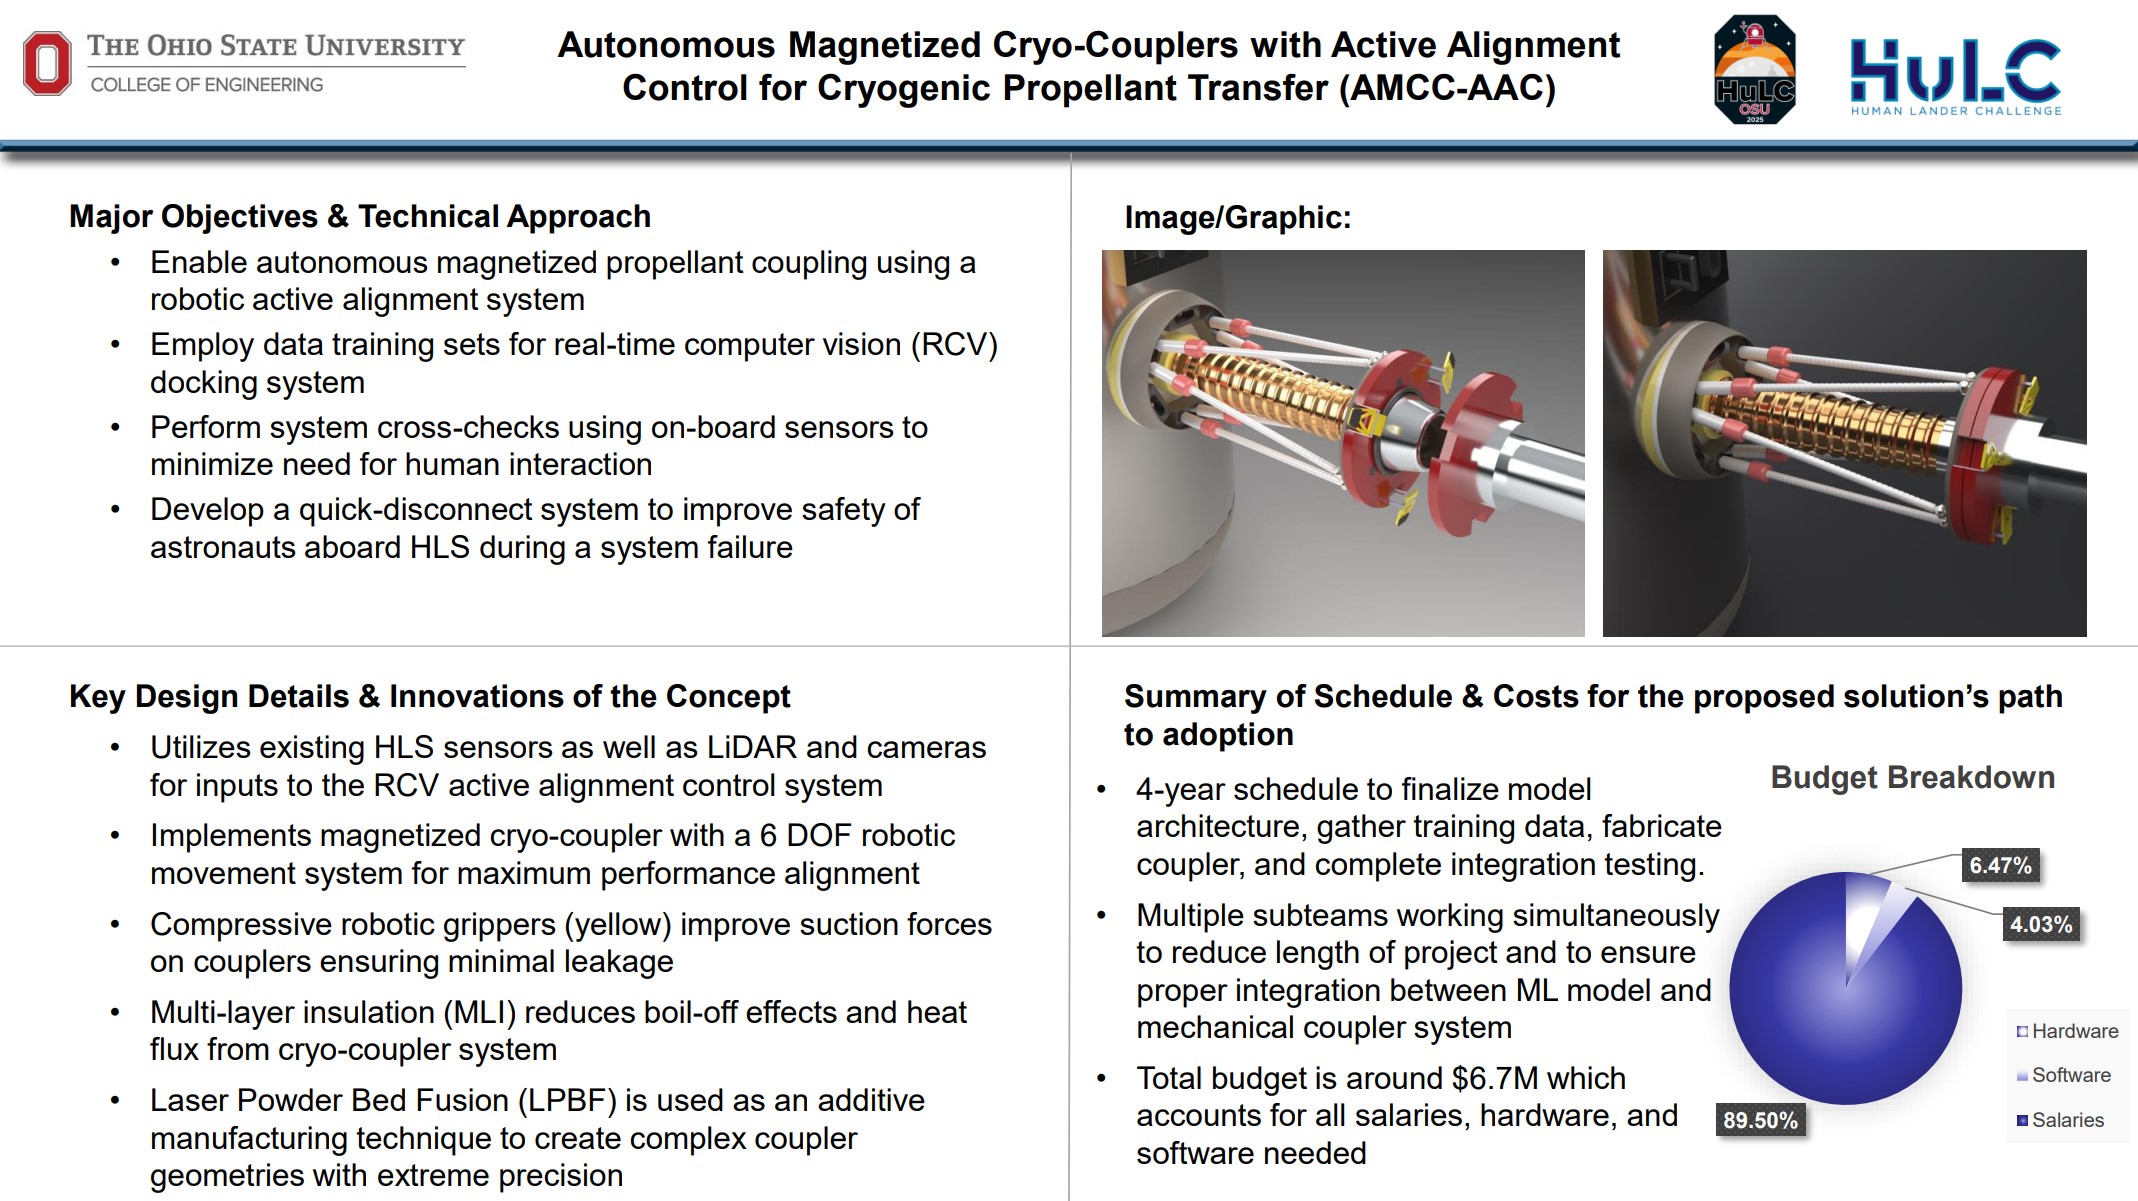 THE OHIO STATE UNIVERSITY
COLLEGE OF ENGINEERING
Autonomous Magnetized Cryo-Couplers with Active Alignment
Control for Cryogenic Propellant Transfer (AMCC-AAC)
HuLC
OSU
2025
HuLC
HUMAN LANDER CHALLENGE
Major Objectives & Technical Approach
• Enable autonomous magnetized propellant coupling using a
robotic active alignment system
• Employ data training sets for real-time computer vision (RCV)
docking system
• Perform system cross-checks using on-board sensors to
minimize need for human interaction
• Develop a quick-disconnect system to improve safety of
astronauts aboard HLS during a system failure
Image/Graphic:
Key Design Details & Innovations of the Concept
• Utilizes existing HLS sensors as well as LiDAR and cameras
for inputs to the RCV active alignment control system
• Implements magnetized cryo-coupler with a 6 DOF robotic
movement system for maximum performance alignment
• Compressive robotic grippers (yellow) improve suction forces
on couplers ensuring minimal leakage
• Multi-layer insulation (MLI) reduces boil-off effects and heat
flux from cryo-coupler system
• Laser Powder Bed Fusion (LPBF) is used as an additive
manufacturing technique to create complex coupler
geometries with extreme precision
Summary of Schedule & Costs for the proposed solution’s path
to adoption
• 4-year schedule to finalize model
architecture, gather training data, fabricate
coupler, and complete integration testing.
• Multiple subteams working simultaneously
to reduce length of project and to ensure
proper integration between ML model and
mechanical coupler system
• Total budget is around $6.7M which
accounts for all salaries, hardware, and
software needed
Budget Breakdown
6.47%
4.03%
89.50%
Hardware
Software
Salaries